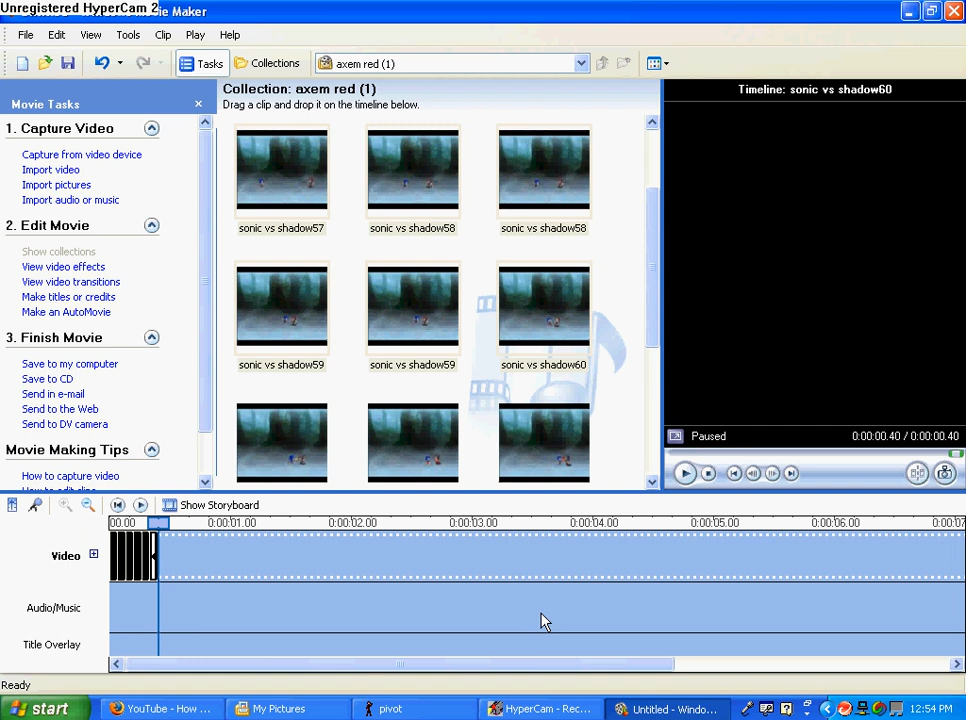 Unregistered HyperCam 2
ie Maker
File Edit View Tools Clip Play Help
Tasks Collections axem red (1)
Movie Tasks
1. Capture Video
Capture from video device
Import video
Import pictures
Import audio or music
2. Edit Movie
Show collections
View video effects
View video transitions
Make titles or credits
Make an AutoMovie
3. Finish Movie
Save to my computer
Save to CD
Send in e-mail
Send to the Web
Send to DV camera
Movie Making Tips
How to capture video
Collection: axem red (1)
Drag a clip and drop it on the timeline below.
sonic vs shadow57 sonic vs shadow58 sonic vs shadow58
sonic vs shadow59 sonic vs shadow59 sonic vs shadow60
Timeline: sonic vs shadow60
Paused 0:00:00.40 / 0:00:00.40
Show Storyboard
00.00 0:00:01.00 0:00:02.00 0:00:03.00 0:00:04.00 0:00:05.00 0:00:06.00 0:00:07
Video
Audio/Music
Title Overlay
Ready
start YouTube - How ... My Pictures pivot HyperCam - Rec... Untitled - Windo... 12:54 PM